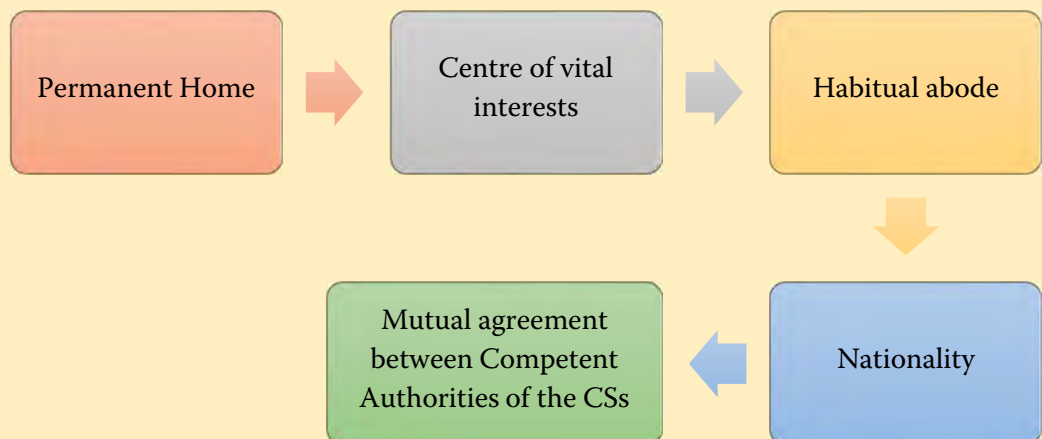 Permanent Home
Centre of vital
interests
Habitual abode
Nationality
Mutual agreement
between Competent
Authorities of the CSs